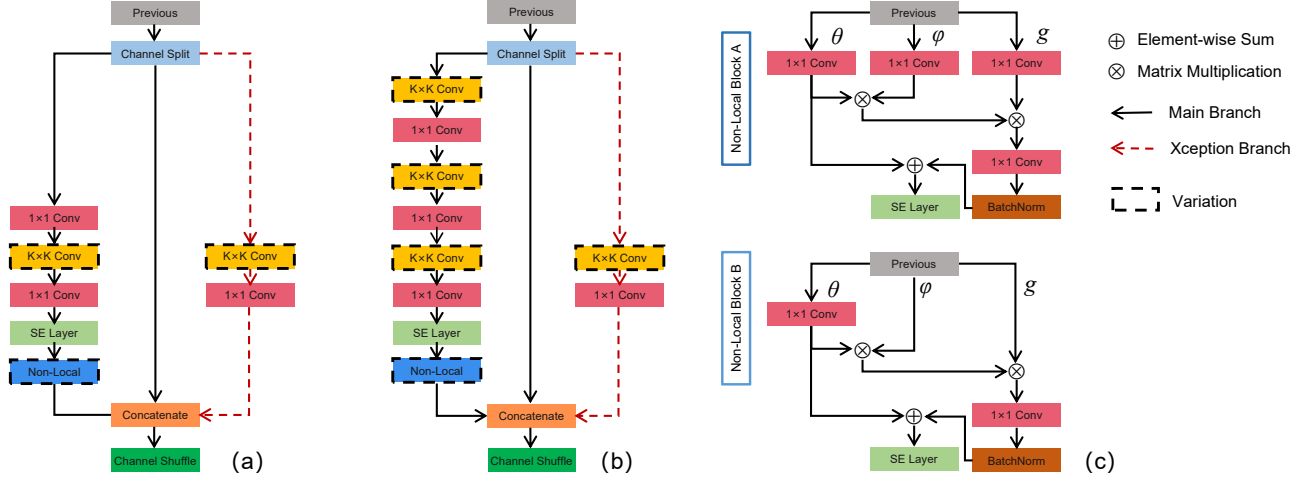 Previous
Channel Split
1×1 Conv
K×K Conv
1×1 Conv
SE Layer
Non-Local
K×K Conv
1×1 Conv
Concatenate
Channel Shuffle
(a)
Previous
Channel Split
K×K Conv
1×1 Conv
K×K Conv
1×1 Conv
K×K Conv
1×1 Conv
SE Layer
Non-Local
K×K Conv
1×1 Conv
Concatenate
Channel Shuffle
(b)
Non-Local Block A
Previous
θ φ g
1×1 Conv 1×1 Conv 1×1 Conv
1×1 Conv
SE Layer BatchNorm
Non-Local Block B
Previous
θ φ g
1×1 Conv
1×1 Conv
SE Layer BatchNorm
(c)
Element-wise Sum
Matrix Multiplication
Main Branch
Xception Branch
Variation